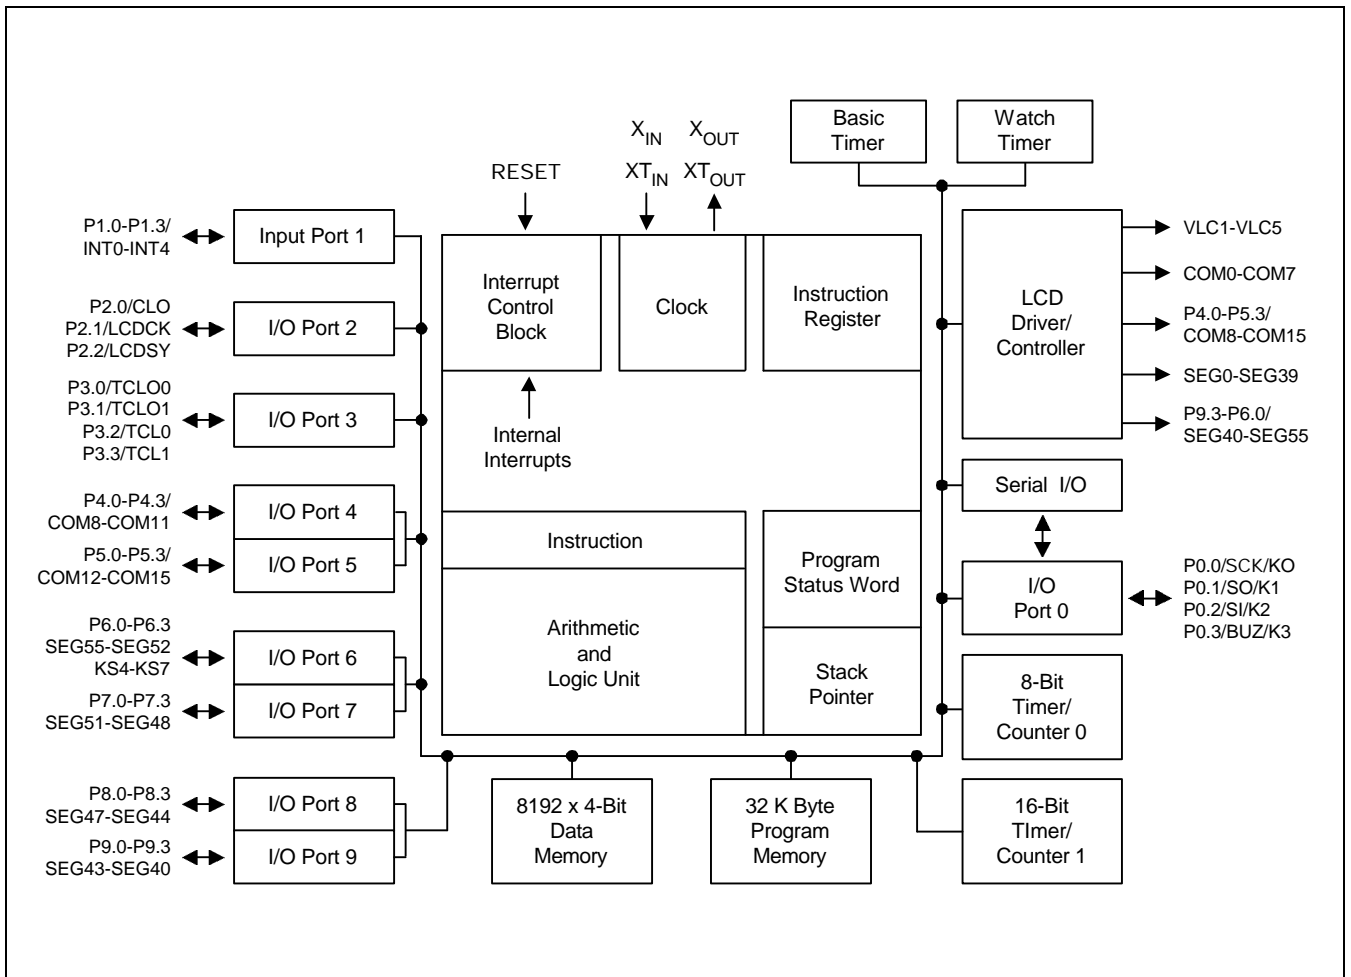 Basic
Timer
Watch
Timer
XIN XOUT
XTIN XTOUT
RESET
P1.0-P1.3/
INT0-INT4
Input Port 1
P2.0/CLO
P2.1/LCDCK
P2.2/LCDSY
I/O Port 2
P3.0/TCLO0
P3.1/TCLO1
P3.2/TCL0
P3.3/TCL1
I/O Port 3
P4.0-P4.3/
COM8-COM11
I/O Port 4
P5.0-P5.3/
COM12-COM15
I/O Port 5
P6.0-P6.3
SEG55-SEG52
KS4-KS7
I/O Port 6
P7.0-P7.3
SEG51-SEG48
I/O Port 7
P8.0-P8.3
SEG47-SEG44
I/O Port 8
P9.0-P9.3
SEG43-SEG40
I/O Port 9
Interrupt
Control
Block
Clock
Instruction
Register
Internal
Interrupts
Instruction
Arithmetic
and
Logic Unit
Program
Status Word
Stack
Pointer
8192 x 4-Bit
Data
Memory
32 K Byte
Program
Memory
LCD
Driver/
Controller
VLC1-VLC5
COM0-COM7
P4.0-P5.3/
COM8-COM15
SEG0-SEG39
P9.3-P6.0/
SEG40-SEG55
Serial I/O
I/O
Port 0
P0.0/SCK/KO
P0.1/SO/K1
P0.2/SI/K2
P0.3/BUZ/K3
8-Bit
Timer/
Counter 0
16-Bit
TImer/
Counter 1